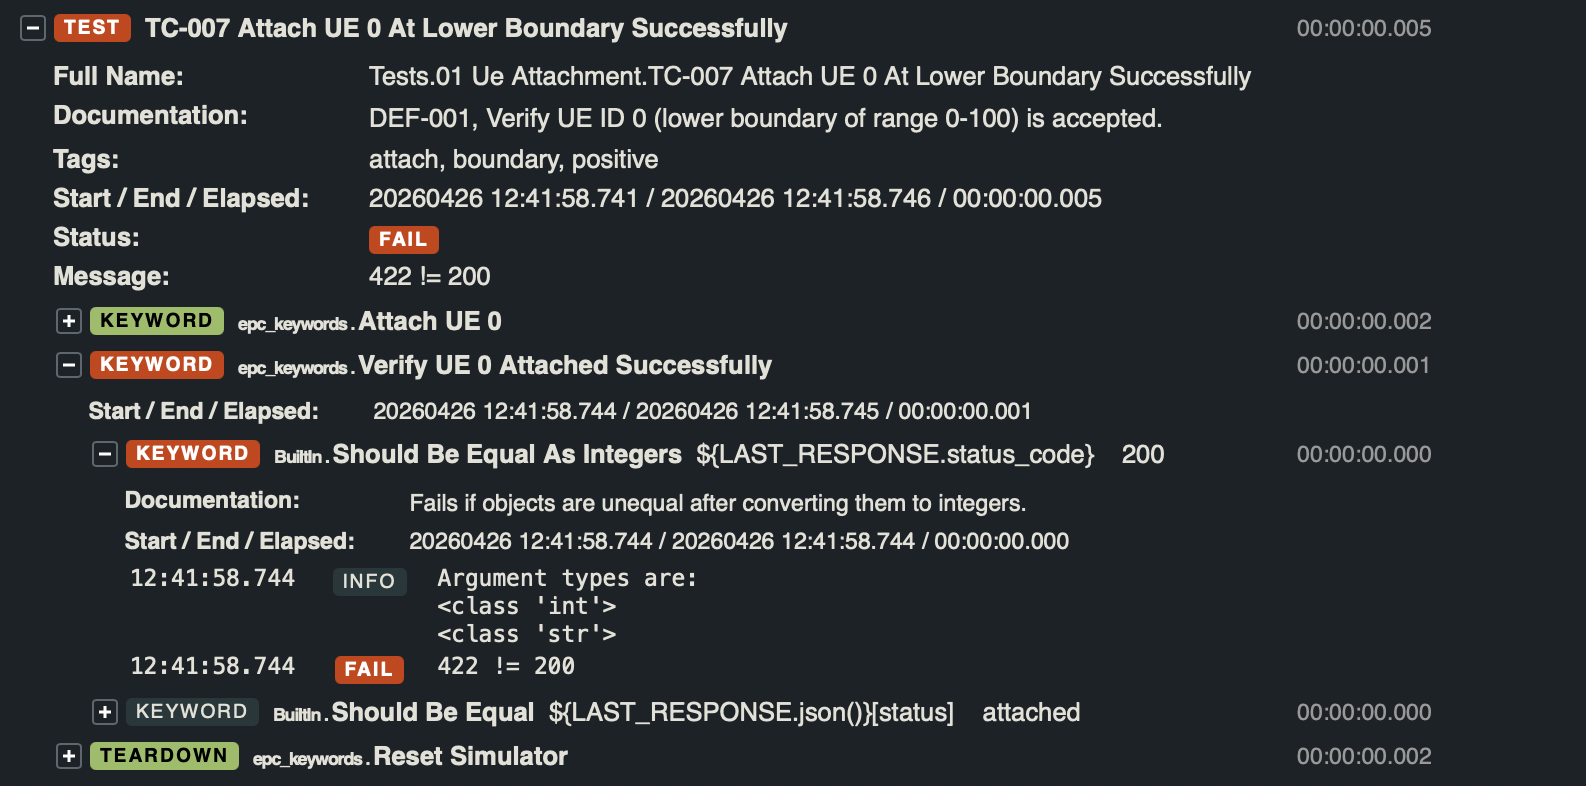 TEST TC-007 Attach UE 0 At Lower Boundary Successfully 00:00:00.005
Full Name: Tests.01 Ue Attachment.TC-007 Attach UE 0 At Lower Boundary Successfully
Documentation: DEF-001, Verify UE ID 0 (lower boundary of range 0-100) is accepted.
Tags: attach, boundary, positive
Start / End / Elapsed: 20260426 12:41:58.741 / 20260426 12:41:58.746 / 00:00:00.005
Status: FAIL
Message: 422 != 200
KEYWORD epc_keywords.Attach UE 0 00:00:00.002
KEYWORD epc_keywords.Verify UE 0 Attached Successfully 00:00:00.001
Start / End / Elapsed: 20260426 12:41:58.744 / 20260426 12:41:58.745 / 00:00:00.001
KEYWORD BuiltIn.Should Be Equal As Integers ${LAST_RESPONSE.status_code} 200 00:00:00.000
Documentation: Fails if objects are unequal after converting them to integers.
Start / End / Elapsed: 20260426 12:41:58.744 / 20260426 12:41:58.744 / 00:00:00.000
12:41:58.744 INFO Argument types are:
<class 'int'>
<class 'str'>
12:41:58.744 FAIL 422 != 200
KEYWORD BuiltIn.Should Be Equal ${LAST_RESPONSE.json()}[status] attached 00:00:00.000
TEARDOWN epc_keywords.Reset Simulator 00:00:00.002